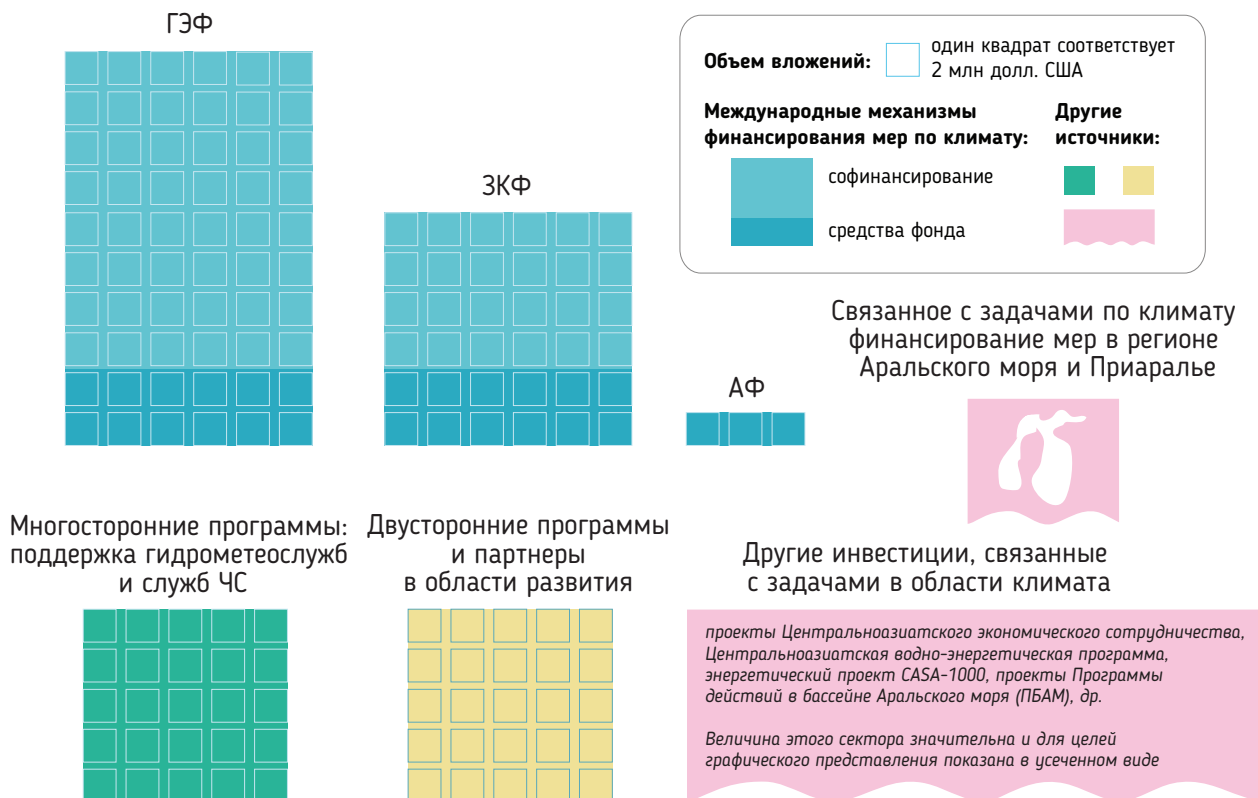 ГЭФ
ЗКФ
АФ
Объем вложений:
один квадрат соответствует
2 млн долл. США
Международные механизмы
финансирования мер по климату:
софинансирование
средства фонда
Другие
источники:
Связанное с задачами по климату
финансирование мер в регионе
Аральского моря и Приаралье
Многосторонние программы:
поддержка гидрометеослужб
и служб ЧС
Двусторонние программы
и партнеры
в области развития
Другие инвестиции, связанные
с задачами в области климата
проекты Центральноазиатского экономического сотрудничества,
Центральноазиатская водно-энергетическая программа,
энергетический проект CASA-1000, проекты Программы
действий в бассейне Аральского моря (ПБАМ), др.
Величина этого сектора значительна и для целей
графического представления показана в усеченном виде